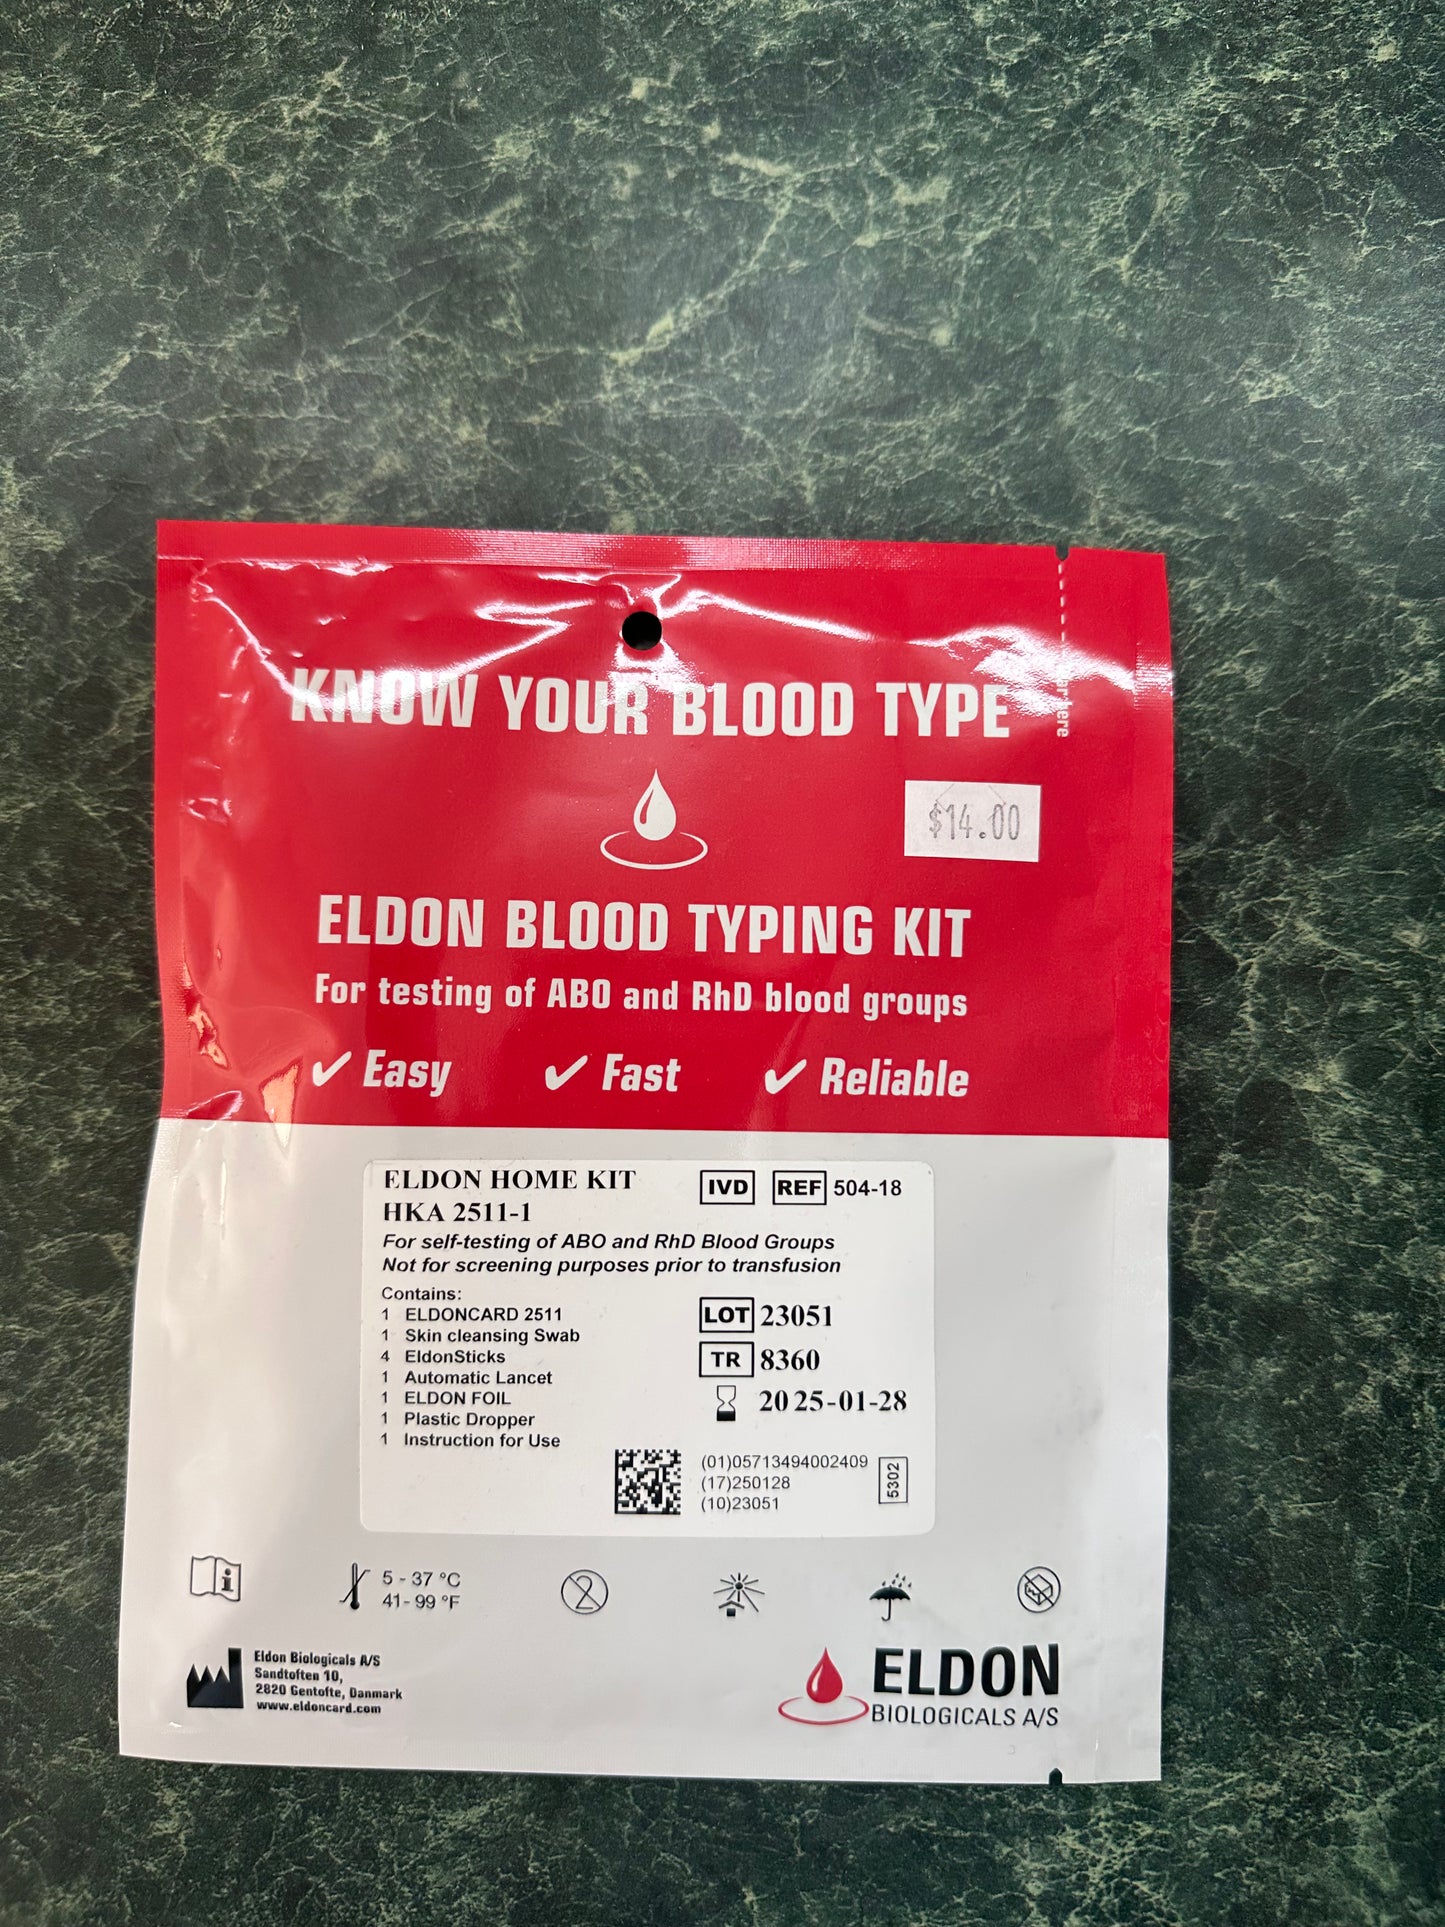 KNOW YOUR BLOOD TYPE
$14.00
ELDON BLOOD TYPING KIT
For testing of ABO and RhD blood groups
✓ Easy ✓ Fast ✓ Reliable
ELDON HOME KIT
HKA 2511-1
IVD REF 504-18
For self-testing of ABO and RhD Blood Groups
Not for screening purposes prior to transfusion
Contains:
1 ELDONCARD 2511
1 Skin cleansing Swab
4 EldonSticks
1 Automatic Lancet
1 ELDON FOIL
1 Plastic Dropper
1 Instruction for Use
LOT 23051
TR 8360
2025-01-28
(01)05713494002409
(17)250128
(10)23051
5302
5 - 37 °C
41- 99 °F
2
Eldon Biologicals A/S
Sandtoften 10,
2820 Gentofte, Danmark
www.eldoncard.com
ELDON
BIOLOGICALS A/S